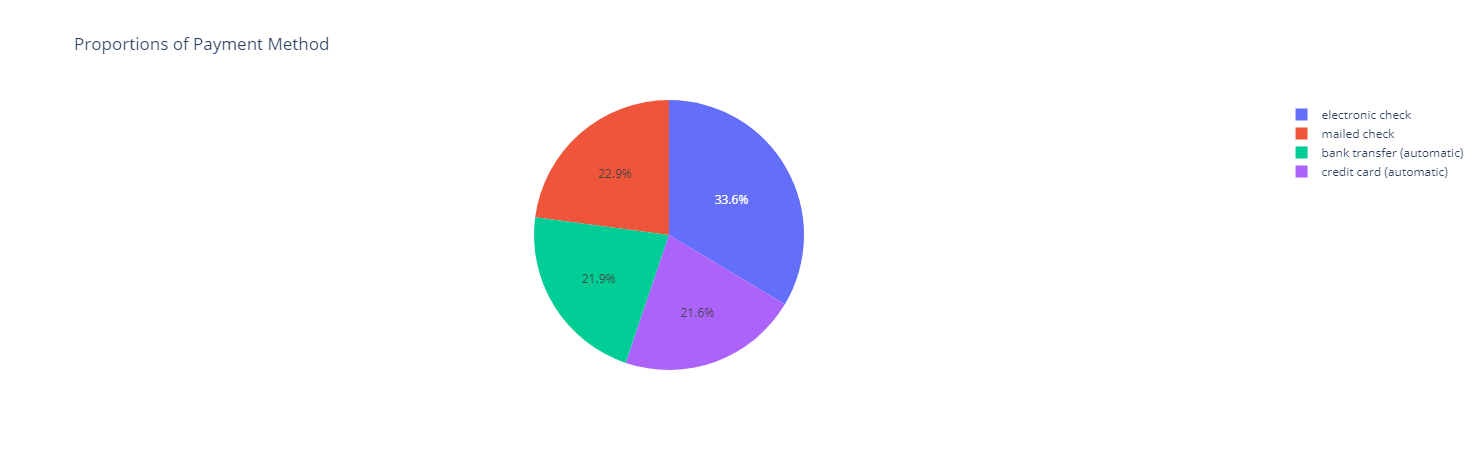 Proportions of Payment Method
electronic check
mailed check
bank transfer (automatic)
credit card (automatic)
22.9%
33.6%
21.9%
21.6%